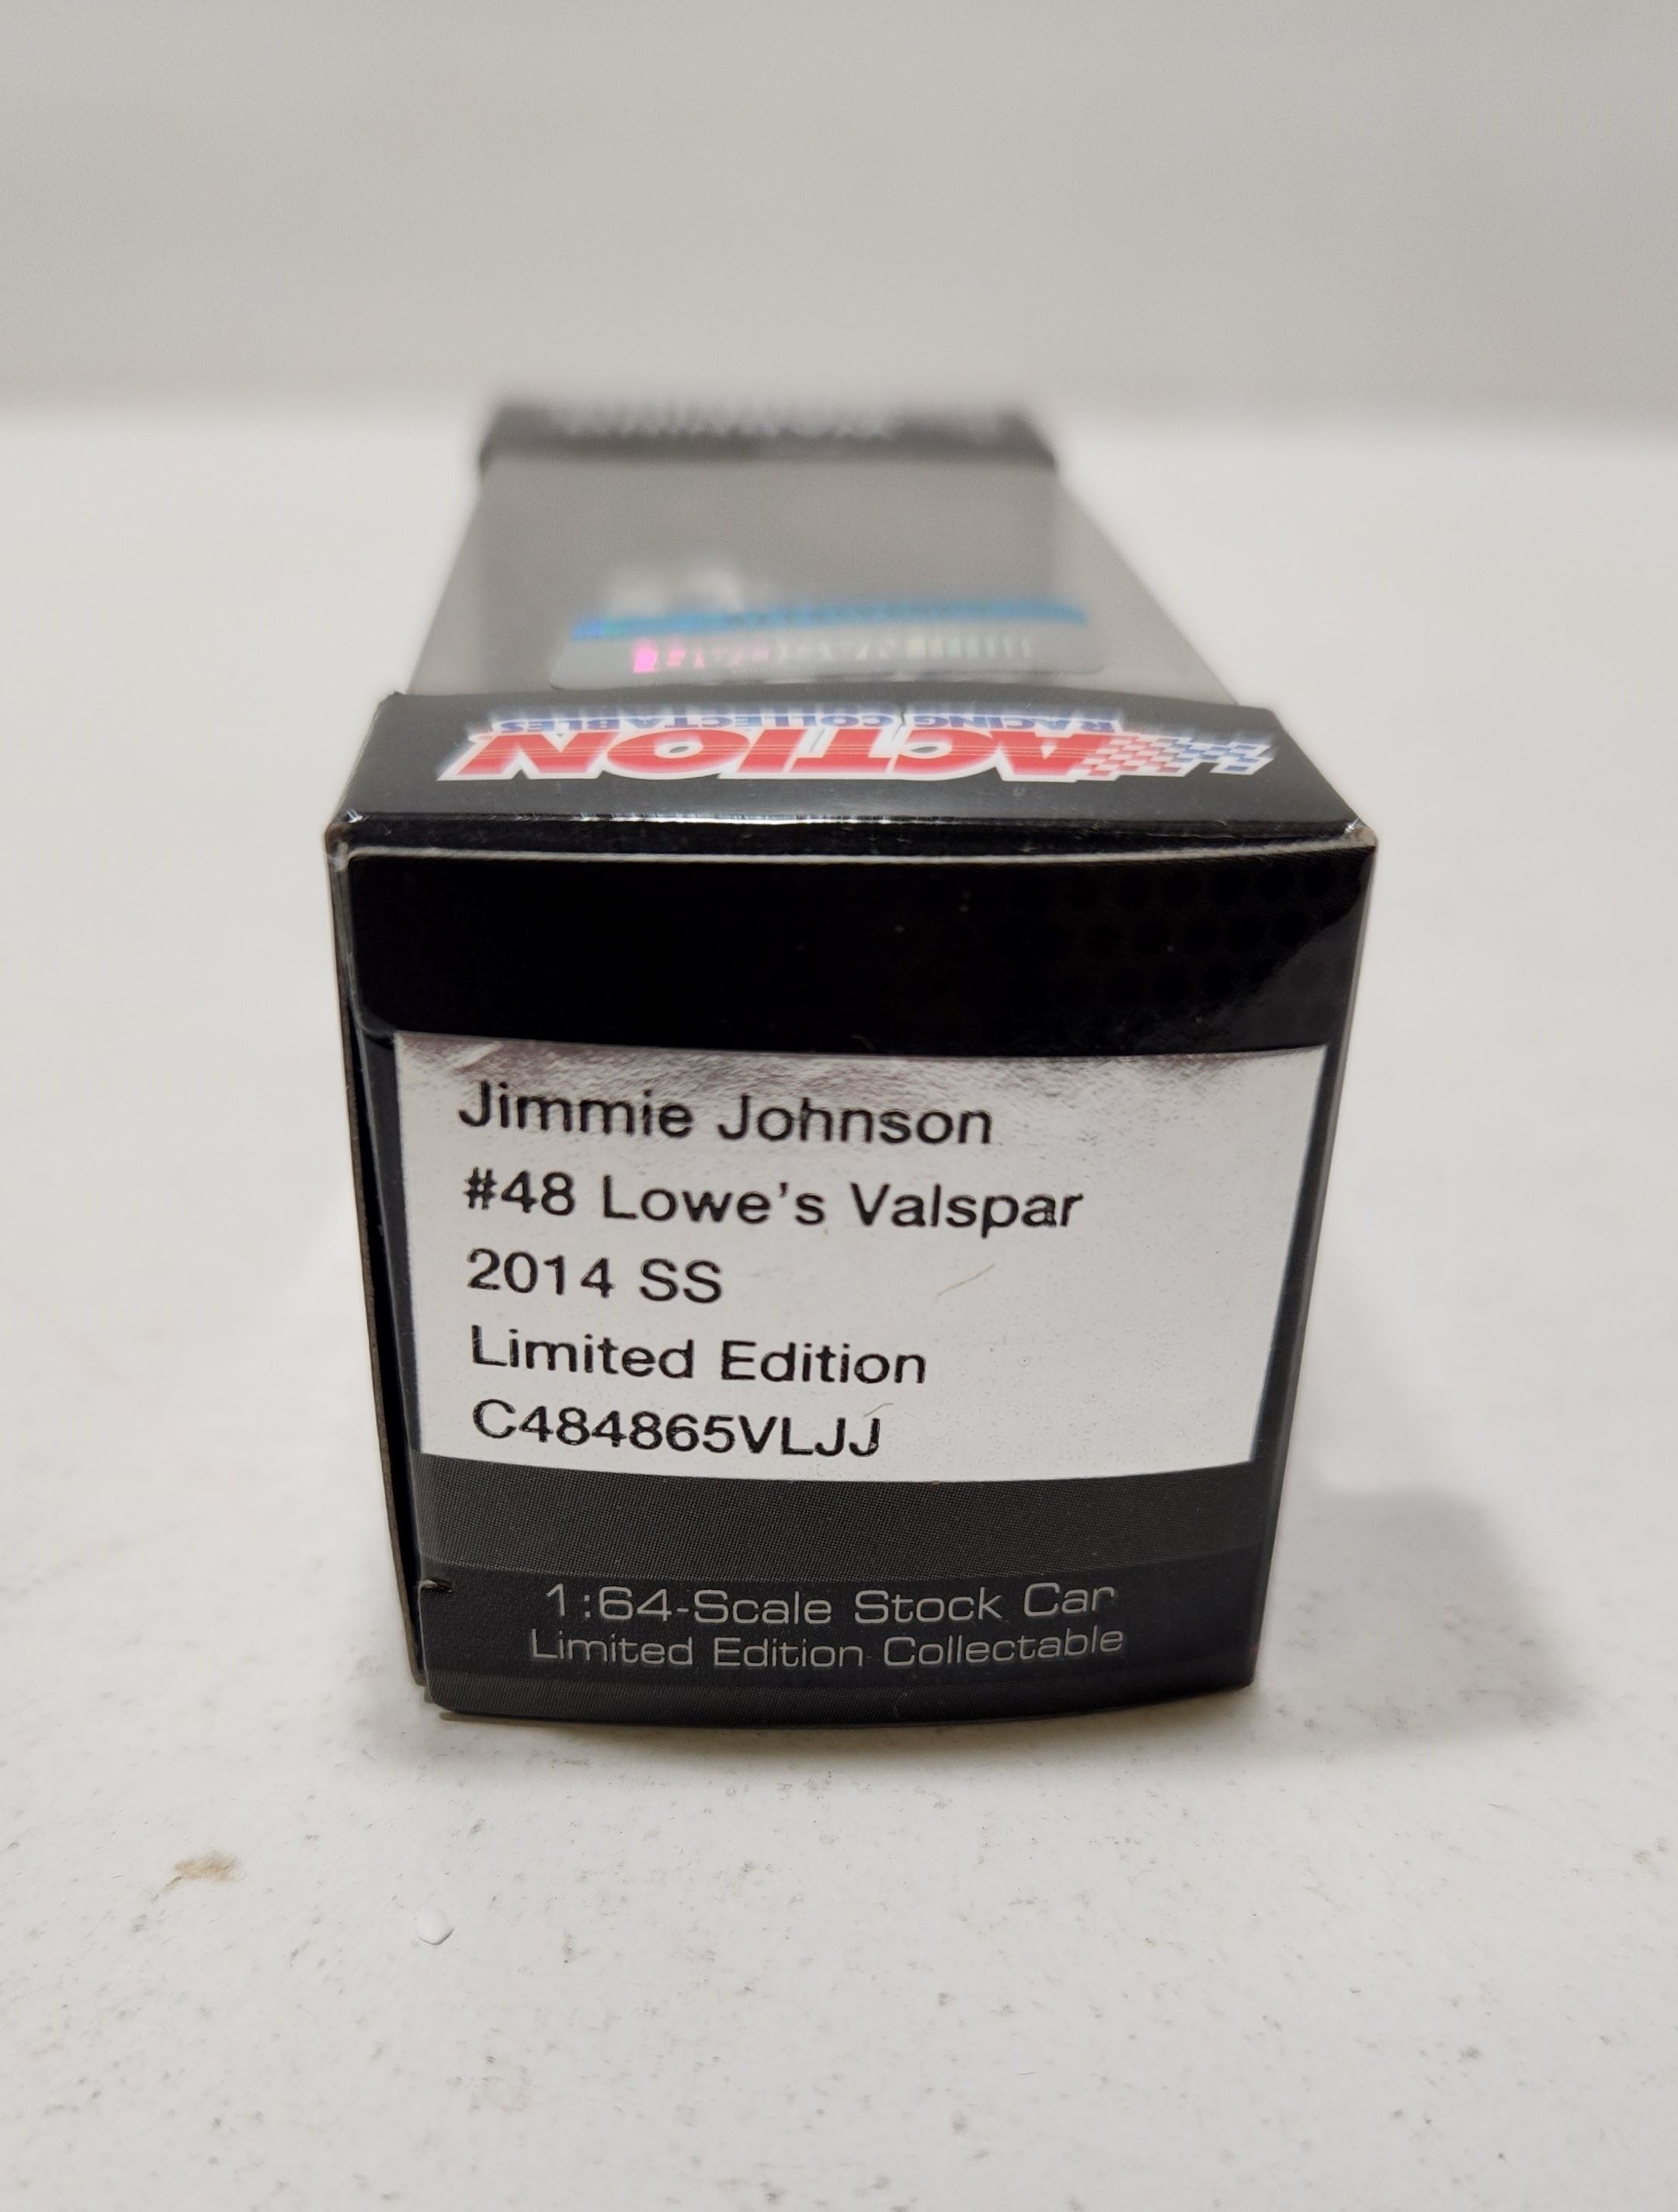 ACTION
RACING COLLECTABLES
Jimmie Johnson
#48 Lowe's Valspar
2014 SS
Limited Edition
C484865VLJJ
1:64-Scale Stock Car
Limited Edition Collectable